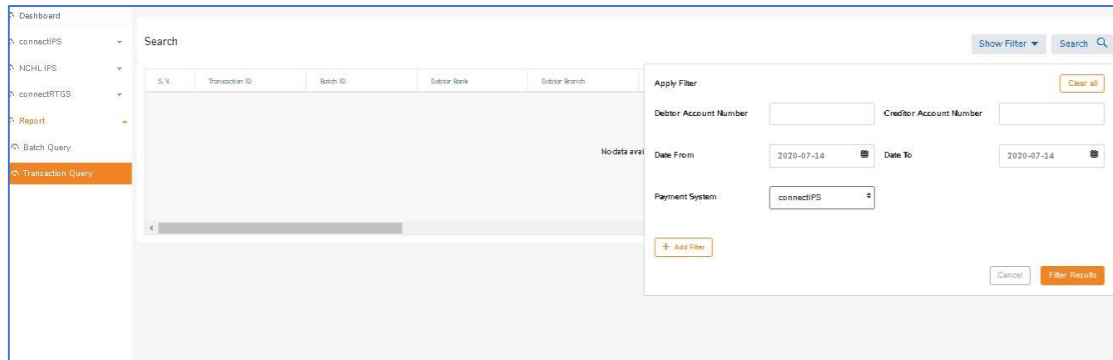 Dashboard
connectIPS
NCHL IPS
connectRTGS
Report
Batch Query
Transaction Query
Search
Show Filter
Search
S.N.
Transaction ID
Batch ID
Debtor Bank
Debtor Branch
No data avai
Apply Filter
Clear all
Debtor Account Number
Creditor Account Number
Date From
2020-07-14
Date To
2020-07-14
Payment System
connectIPS
+ Add Filter
Cancel
Filter Results